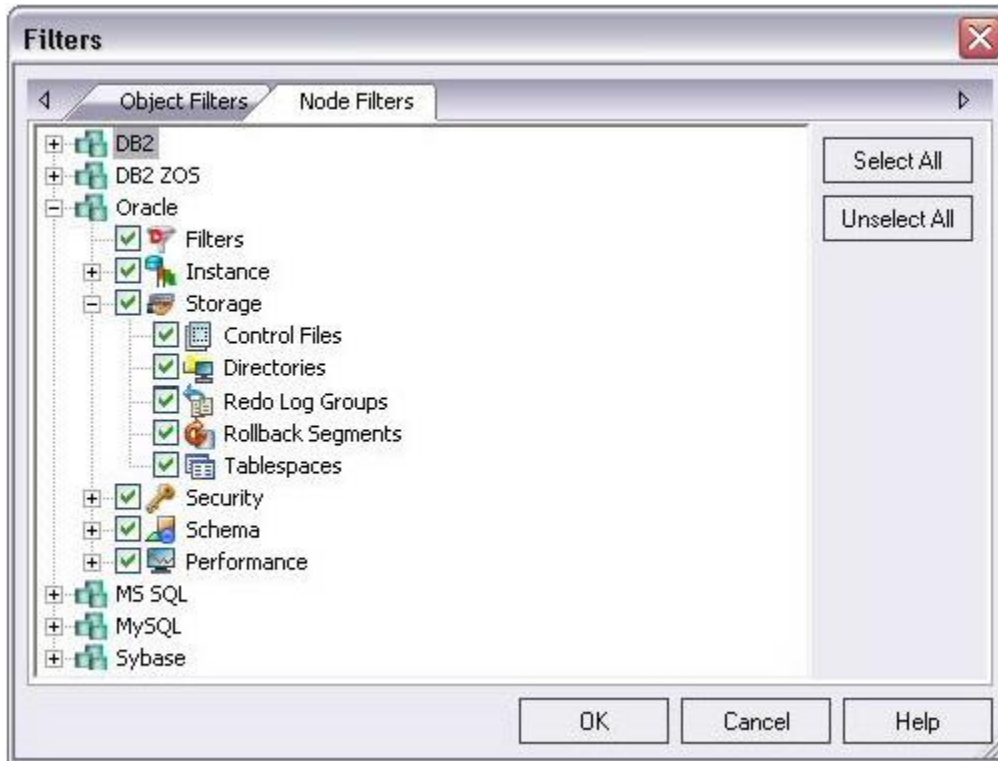 Filters
Object Filters
Node Filters
DB2
DB2 ZOS
Oracle
Filters
Instance
Storage
Control Files
Directories
Redo Log Groups
Rollback Segments
Tablespaces
Security
Schema
Performance
MS SQL
MySQL
Sybase
Select All
Unselect All
OK
Cancel
Help